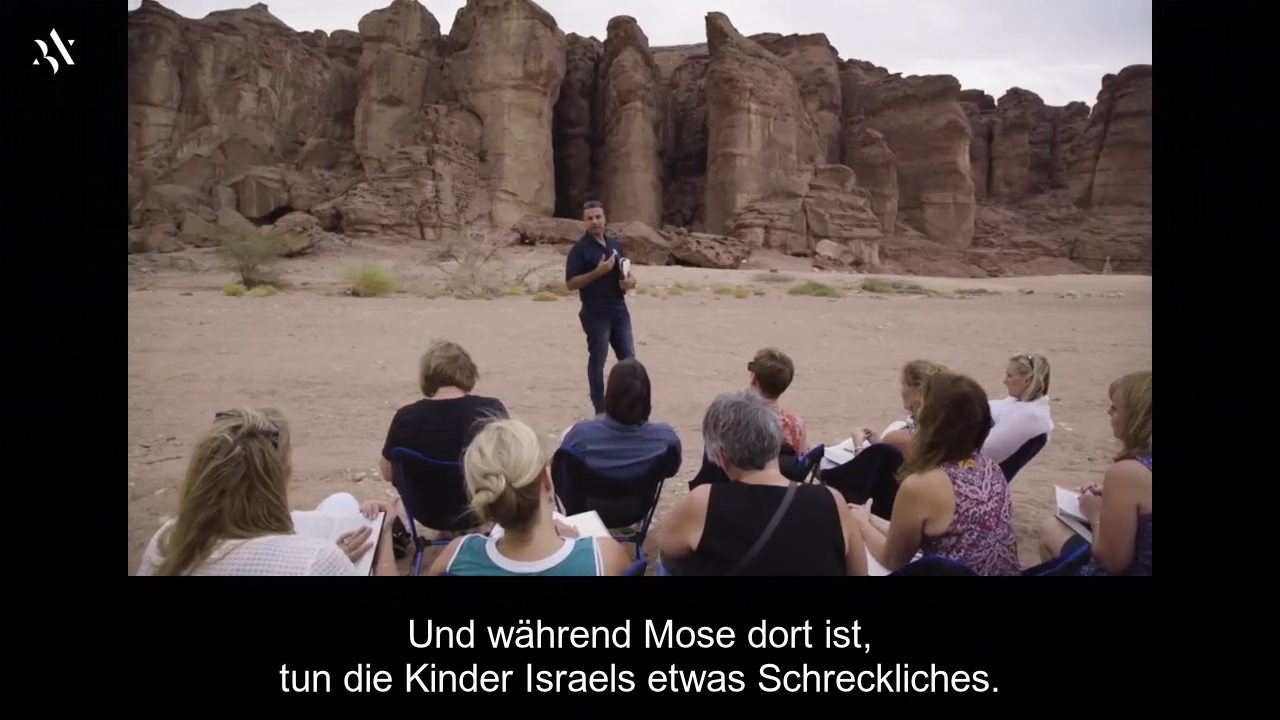 Und während Mose dort ist,
tun die Kinder Israels etwas Schreckliches.